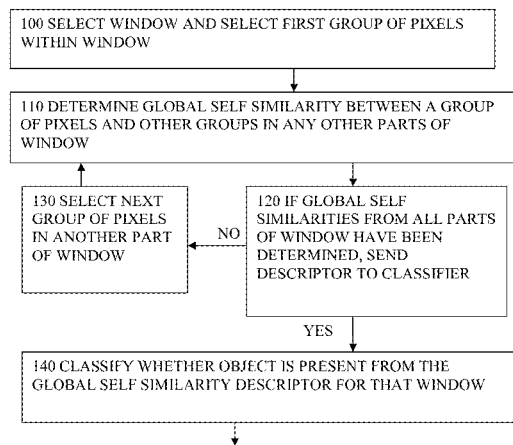 100 SELECT WINDOW AND SELECT FIRST GROUP OF PIXELS
WITHIN WINDOW
110 DETERMINE GLOBAL SELF SIMILARITY BETWEEN A GROUP
OF PIXELS AND OTHER GROUPS IN ANY OTHER PARTS OF
WINDOW
130 SELECT NEXT
GROUP OF PIXELS
IN ANOTHER PART
OF WINDOW
NO
120 IF GLOBAL SELF
SIMILARITIES FROM ALL PARTS
OF WINDOW HAVE BEEN
DETERMINED, SEND
DESCRIPTOR TO CLASSIFIER
YES
140 CLASSIFY WHETHER OBJECT IS PRESENT FROM THE
GLOBAL SELF SIMILARITY DESCRIPTOR FOR THAT WINDOW